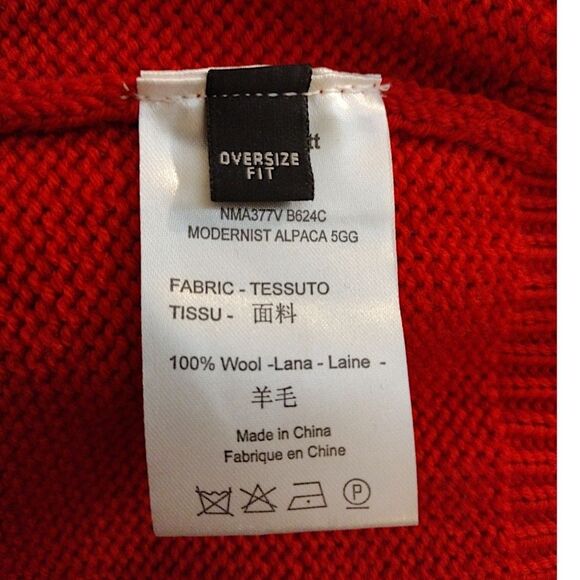 OVERSIZE
FIT
tt
NMA377V B624C
MODERNIST ALPACA 5GG
FABRIC - TESSUTO
TISSU - 面料
100% Wool -Lana - Laine -
羊毛
Made in China
Fabrique en Chine
P